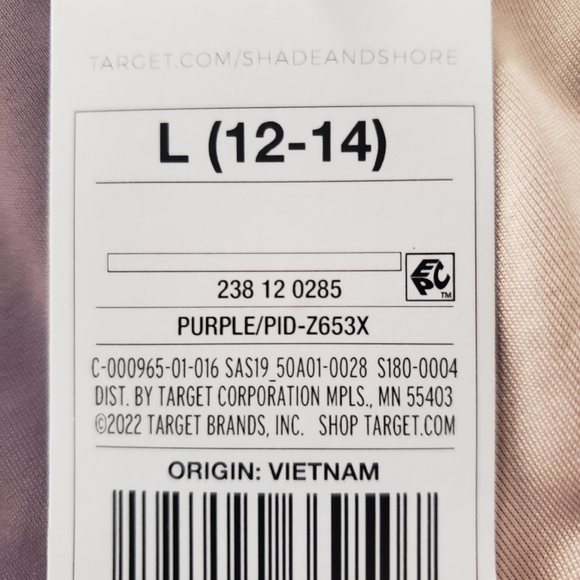 TARGET.COM/SHADEANDSHORE
L (12-14)
238 12 0285
EPC™
PURPLE/PID-Z653X
C-000965-01-016 SAS19_50A01-0028 S180-0004
DIST. BY TARGET CORPORATION MPLS., MN 55403
©2022 TARGET BRANDS, INC. SHOP TARGET.COM
ORIGIN: VIETNAM